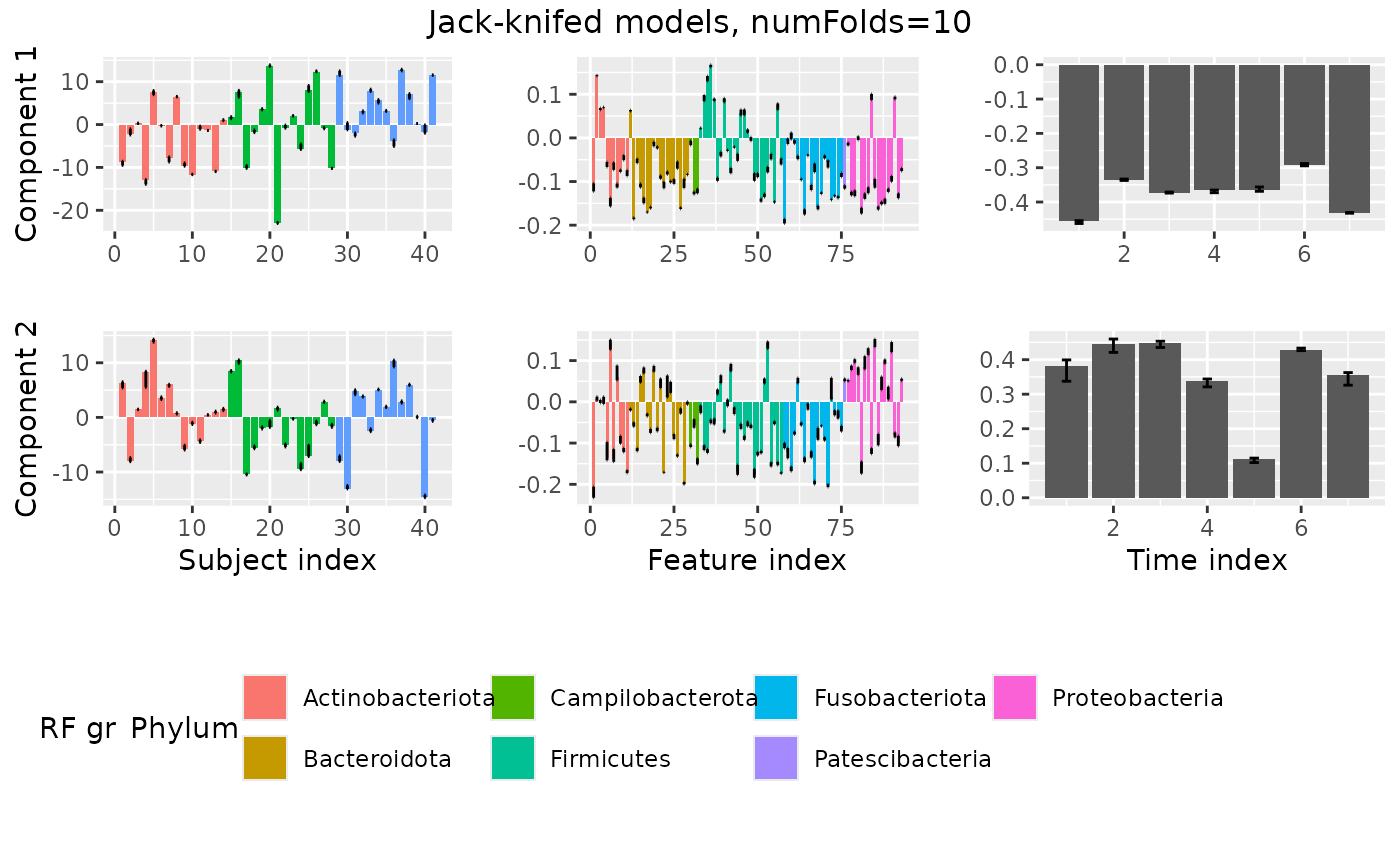 Jack-knifed models, numFolds=10
Component 1
10
0
-10
-20
0 10 20 30 40
0.1
0.0
-0.1
-0.2
0 25 50 75
0.0
-0.1
-0.2
-0.3
-0.4
2 4 6
Component 2
10
0
-10
0 10 20 30 40
Subject index
0.1
0.0
-0.1
-0.2
0 25 50 75
Feature index
0.4
0.3
0.2
0.1
0.0
2 4 6
Time index
RF gr Phylum
Actinobacteriota Campilobacterota Fusobacteriota Proteobacteria
Bacteroidota Firmicutes Patescibacteria